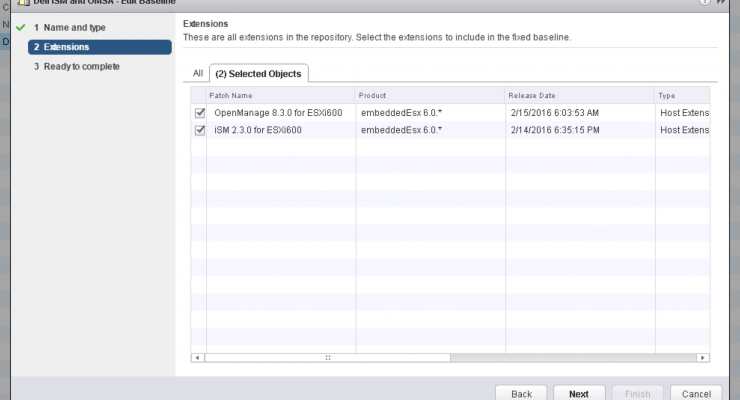 Dell iSM and OMSA - Edit Baseline
1 Name and type
2 Extensions
3 Ready to complete
Extensions
These are all extensions in the repository. Select the extensions to include in the fixed baseline.
All (2) Selected Objects
Patch Name Product Release Date Type
OpenManage 8.3.0 for ESXi600 embeddedEsx 6.0.* 2/15/2016 6:03:53 AM Host Extens
iSM 2.3.0 for ESXi600 embeddedEsx 6.0.* 2/14/2016 6:35:15 PM Host Extens
Back Next Finish Cancel